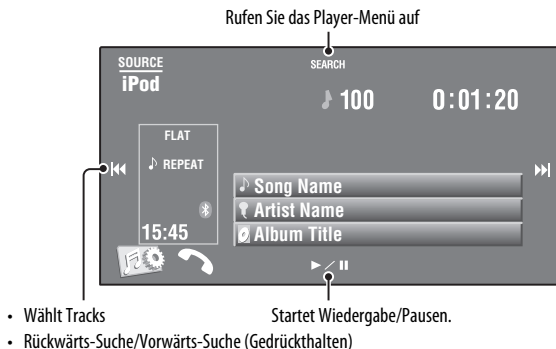 Rufen Sie das Player-Menü auf
SOURCE
iPod
SEARCH
100
0:01:20
FLAT
REPEAT
15:45
Song Name
Artist Name
Album Title
• Wählt Tracks
Startet Wiedergabe/Pausen.
• Rückwärts-Suche/Vorwärts-Suche (Gedrückthalten)